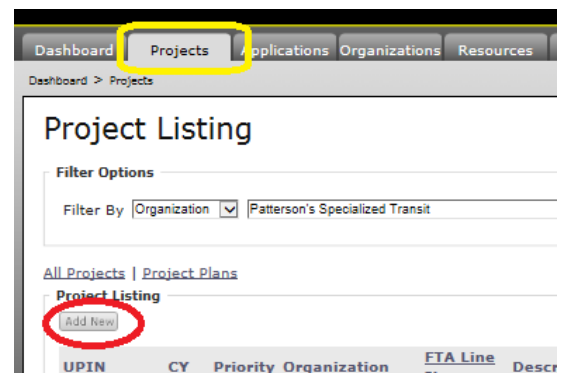 Dashboard Projects Applications Organizations Resources
Dashboard > Projects
Project Listing
Filter Options
Filter By Organization Patterson's Specialized Transit
All Projects | Project Plans
Project Listing
Add New
UPIN CY Priority Organization FTA Line